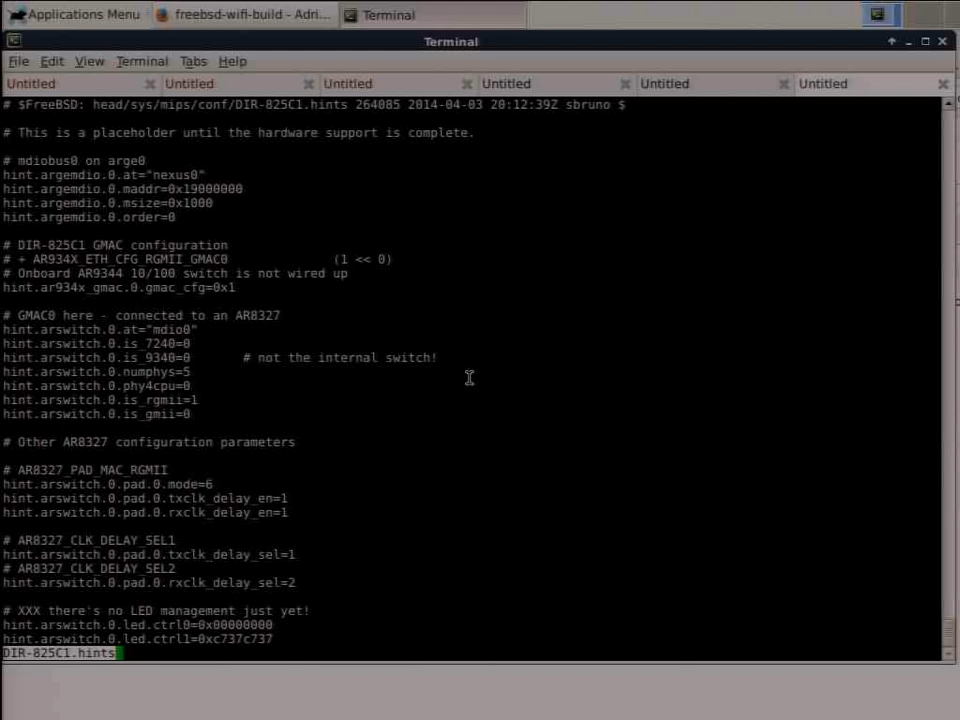 Applications Menu
freebsd-wifi-build - Adri...
Terminal
Terminal
File Edit View Terminal Tabs Help
Untitled Untitled Untitled Untitled Untitled Untitled
# $FreeBSD: head/sys/mips/conf/DIR-825C1.hints 264085 2014-04-03 20:12:39Z sbruno $
# This is a placeholder until the hardware support is complete.
# mdiobus0 on arge0
hint.argemdio.0.at="nexus0"
hint.argemdio.0.maddr=0x19000000
hint.argemdio.0.msize=0x1000
hint.argemdio.0.order=0
# DIR-825C1 GMAC configuration
# + AR934X_ETH_CFG_RGMII_GMAC0 (1 << 0)
# Onboard AR9344 10/100 switch is not wired up
hint.ar934x_gmac.0.gmac_cfg=0x1
# GMAC0 here - connected to an AR8327
hint.arswitch.0.at="mdio0"
hint.arswitch.0.is_7240=0
hint.arswitch.0.is_9340=0 # not the internal switch!
hint.arswitch.0.numphys=5
hint.arswitch.0.phy4cpu=0
hint.arswitch.0.is_rgmii=1
hint.arswitch.0.is_gmii=0
# Other AR8327 configuration parameters
# AR8327_PAD_MAC_RGMII
hint.arswitch.0.pad.0.mode=6
hint.arswitch.0.pad.0.txclk_delay_en=1
hint.arswitch.0.pad.0.rxclk_delay_en=1
# AR8327_CLK_DELAY_SEL1
hint.arswitch.0.pad.0.txclk_delay_sel=1
# AR8327_CLK_DELAY_SEL2
hint.arswitch.0.pad.0.rxclk_delay_sel=2
# XXX there's no LED management just yet!
hint.arswitch.0.led.ctrl0=0x00000000
hint.arswitch.0.led.ctrl1=0xc737c737
DIR-825C1.hints